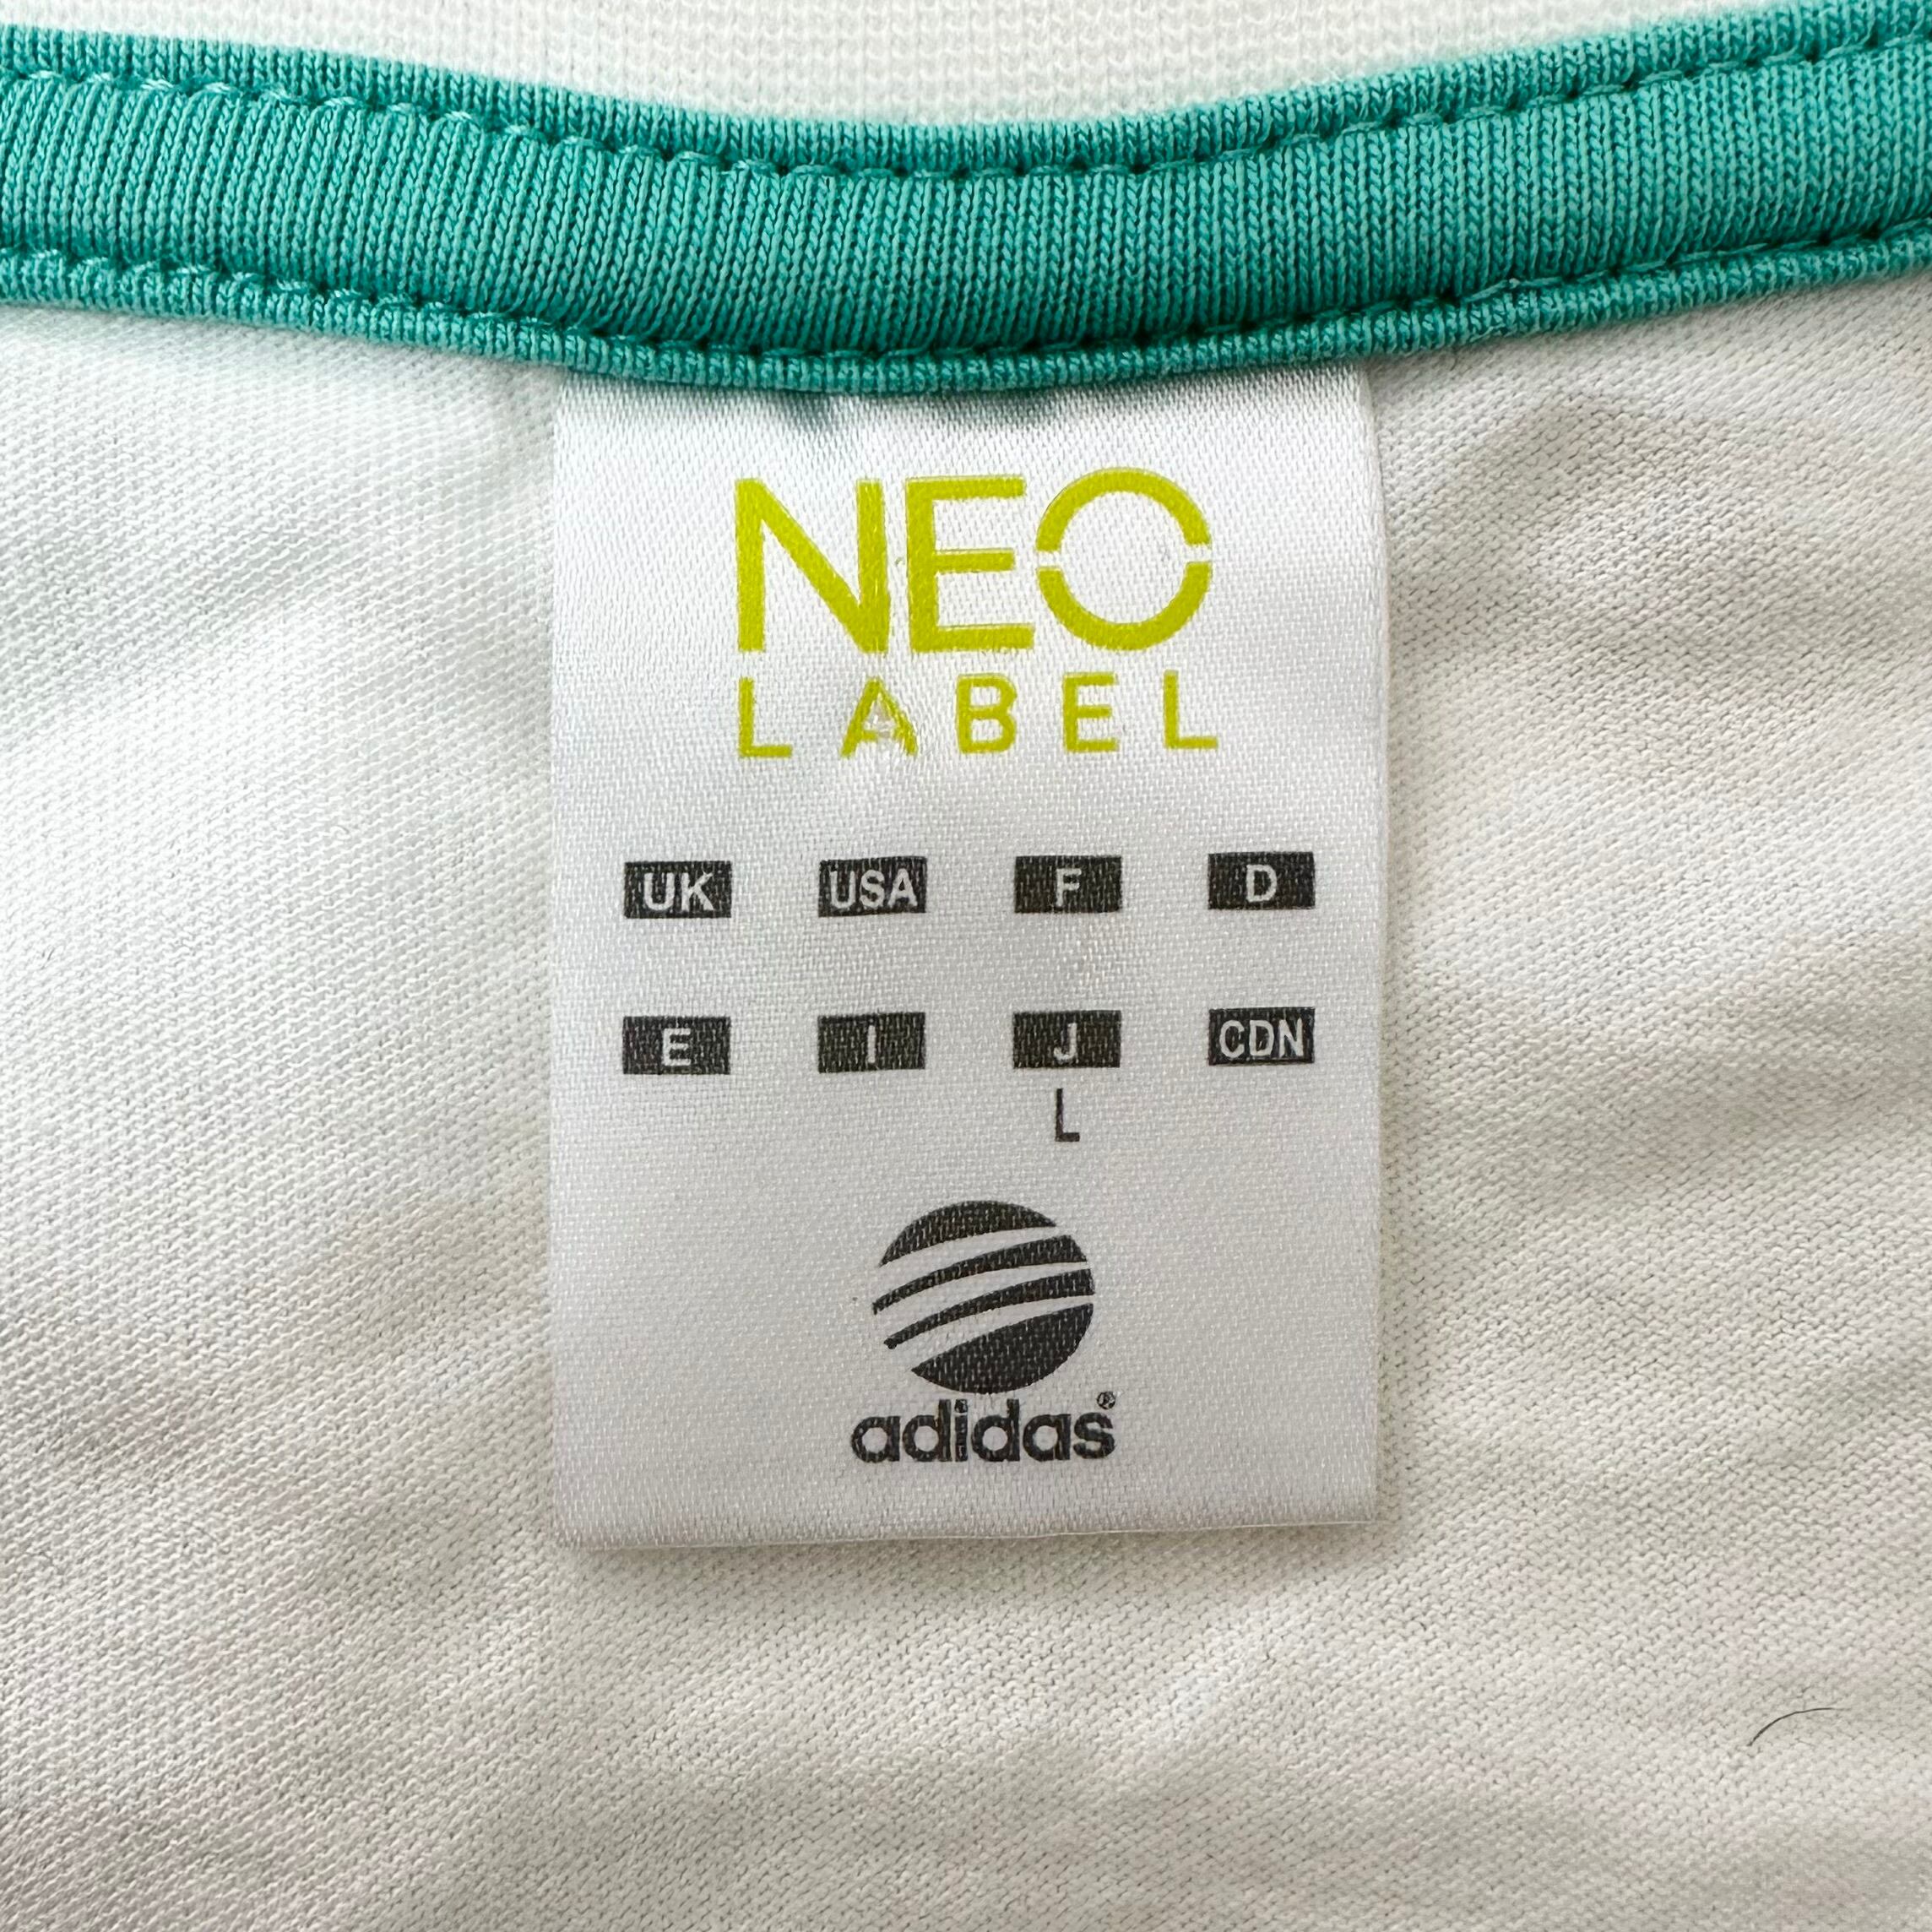 NEO
LABEL
UK USA F D
E I J CDN
L
adidas®